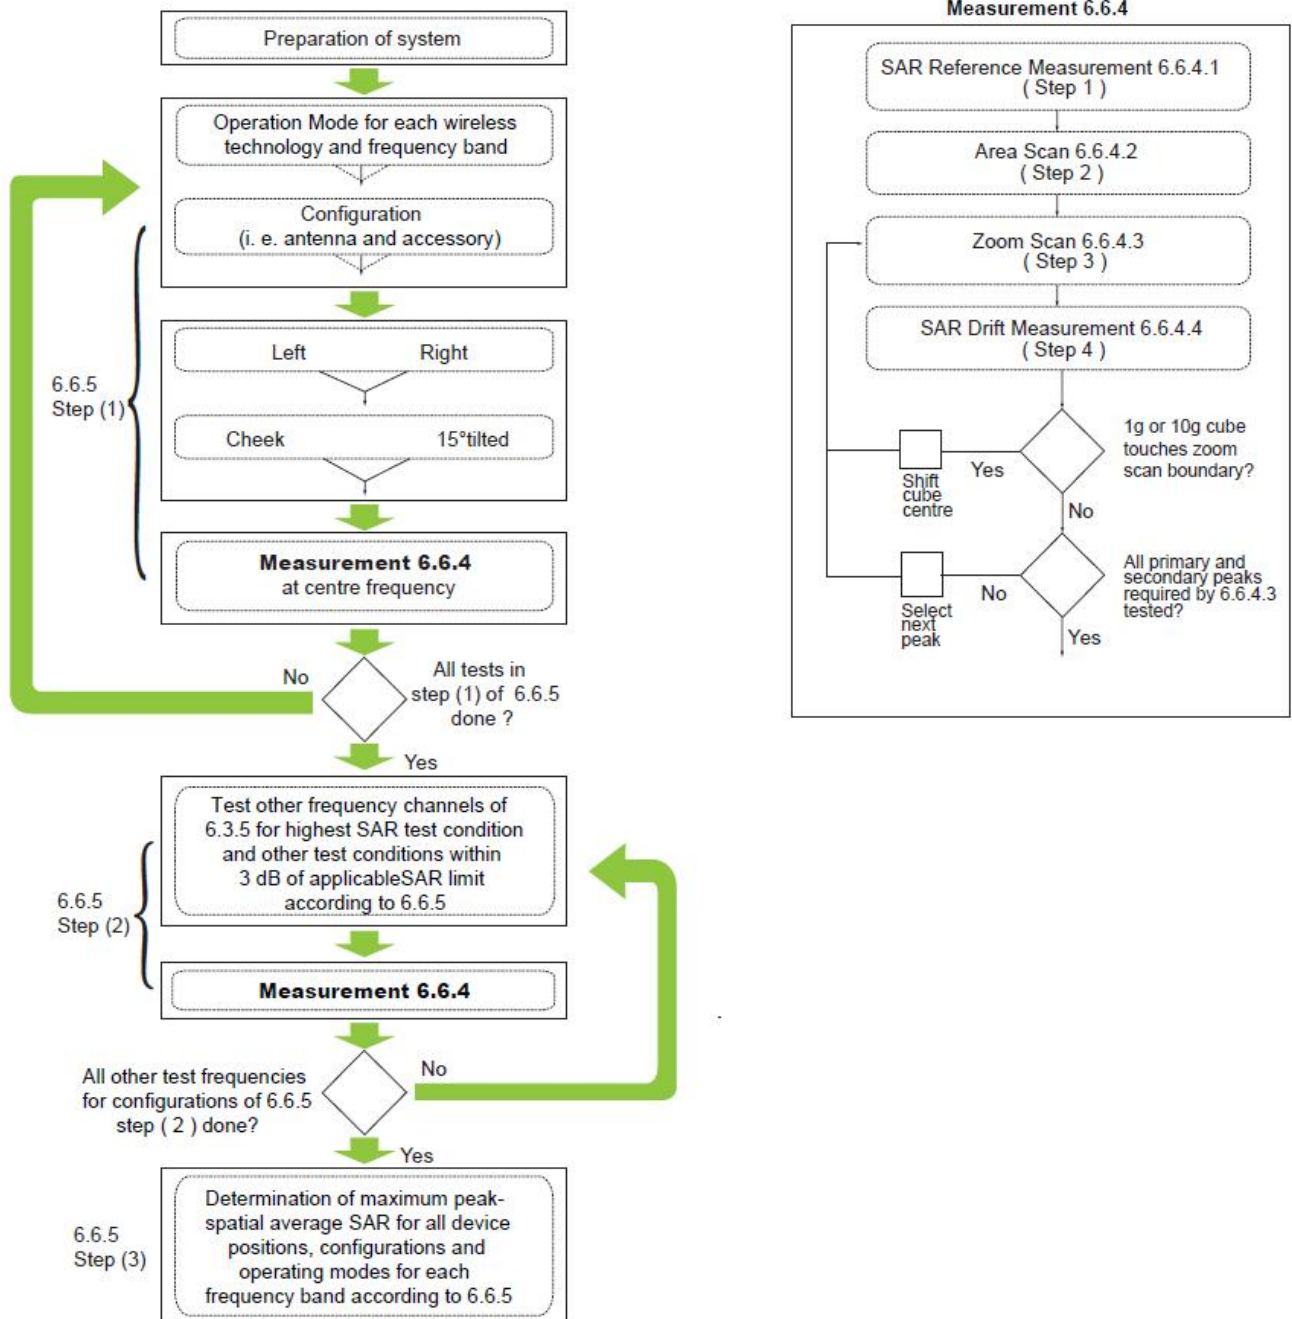 Preparation of system
Operation Mode for each wireless
technology and frequency band
Configuration
(i. e. antenna and accessory)
6.6.5
Step (1)
Left Right
Cheek 15°tilted
Measurement 6.6.4
at centre frequency
No
All tests in
step (1) of 6.6.5
done ?
Yes
Test other frequency channels of
6.3.5 for highest SAR test condition
and other test conditions within
3 dB of applicableSAR limit
according to 6.6.5
6.6.5
Step (2)
Measurement 6.6.4
All other test frequencies
for configurations of 6.6.5
step ( 2 ) done?
No
Yes
6.6.5
Step (3)
Determination of maximum peak-
spatial average SAR for all device
positions, configurations and
operating modes for each
frequency band according to 6.6.5
Measurement 6.6.4
SAR Reference Measurement 6.6.4.1
( Step 1 )
Area Scan 6.6.4.2
( Step 2 )
Zoom Scan 6.6.4.3
( Step 3 )
SAR Drift Measurement 6.6.4.4
( Step 4 )
1g or 10g cube
touches zoom
scan boundary?
Yes
Shift
cube
centre
No
All primary and
secondary peaks
required by 6.6.4.3
tested?
No
Select
next
peak
Yes